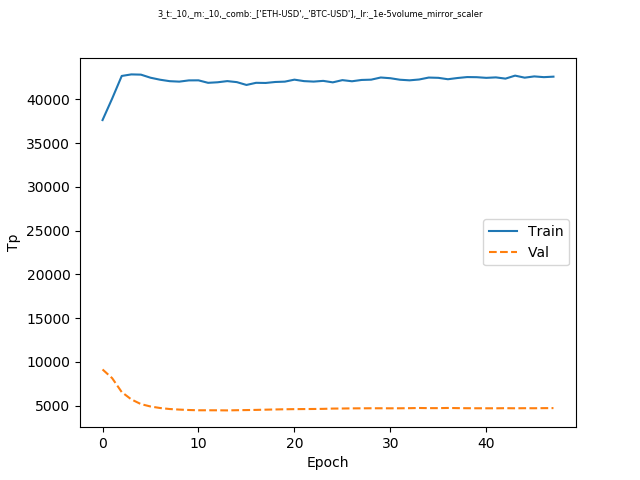 3_t:_10,_m:_10,_comb:_['ETH-USD',_'BTC-USD'],_lr:_1e-5volume_mirror_scaler
40000
35000
30000
25000
20000
15000
10000
5000
Tp
Train
Val
0 10 20 30 40
Epoch